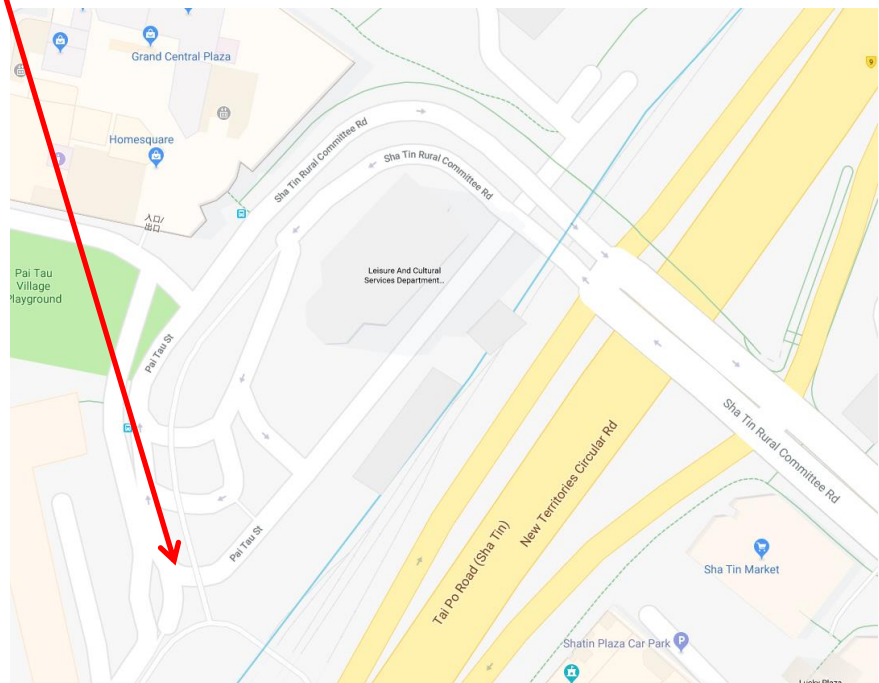 Grand Central Plaza
9
Homesquare
Sha Tin Rural Committee Rd
Sha Tin Rural Committee Rd
入口/
出口
Pai Tau
Village
Playground
Leisure And Cultural
Services Department...
Pai Tau St
Sha Tin Rural Committee Rd
New Territories Circular Rd
Tai Po Road (Sha Tin)
Pai Tau St
Sha Tin Market
Shatin Plaza Car Park
P
Lucky Plaza